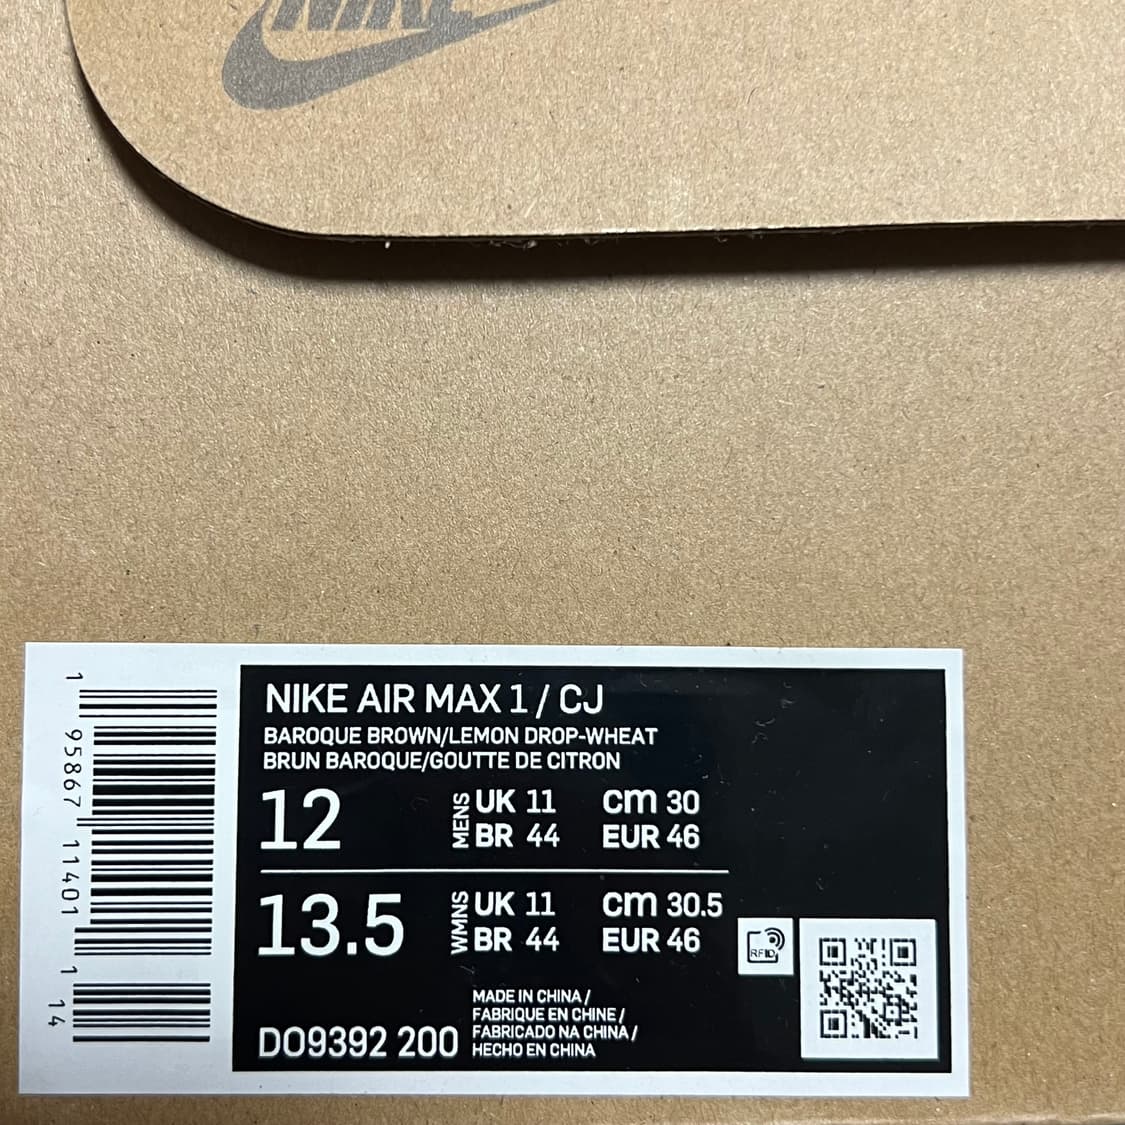 NIKE
NIKE AIR MAX 1 / CJ
BAROQUE BROWN/LEMON DROP-WHEAT
BRUN BAROQUE/GOUTTE DE CITRON
12 MENS UK 11 cm 30
BR 44 EUR 46
13.5 WMNS UK 11 cm 30.5
BR 44 EUR 46
RFID
MADE IN CHINA /
FABRIQUE EN CHINE /
FABRICADO NA CHINA /
HECHO EN CHINA
DO9392 200
1 95867 11401 1 14